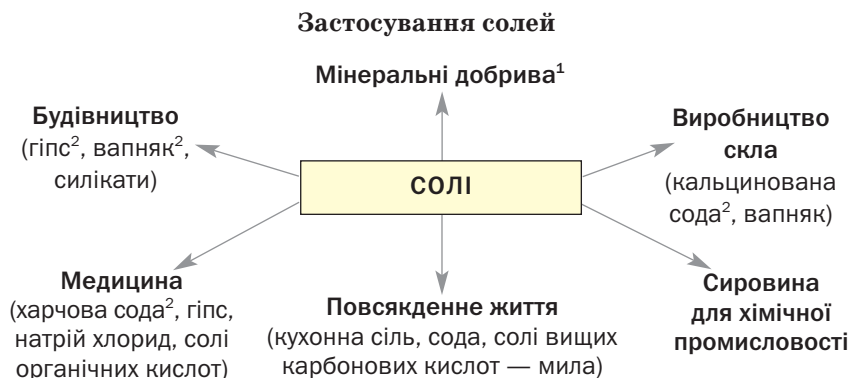 Застосування солей
Мінеральні добрива¹
Будівництво
(гіпс², вапняк²,
силікати)
Виробництво
скла
(кальцинована
сода², вапняк)
СОЛІ
Медицина
(харчова сода², гіпс,
натрій хлорид, солі
органічних кислот)
Повсякденне життя
(кухонна сіль, сода, солі вищих
карбонових кислот — мила)
Сировина
для хімічної
промисловості